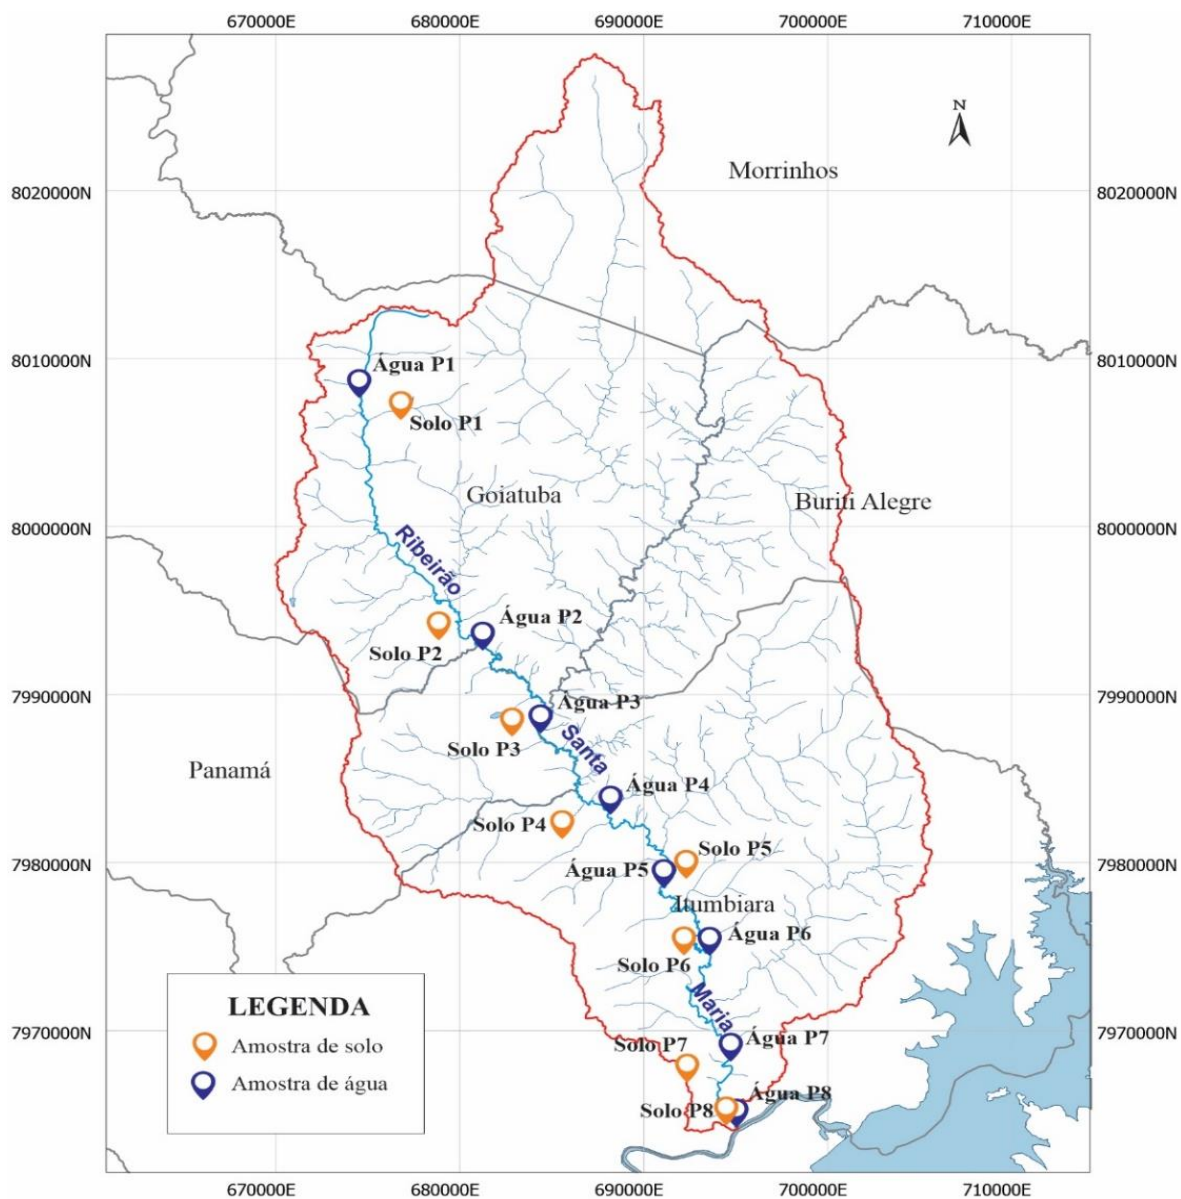 670000E 680000E 690000E 7000000E 710000E
N
Morrinhos
8020000N 8020000N
8010000N 8010000N
Água P1
Solo P1
Goiatuba
Buriti Alegre
8000000N 8000000N
Ribeirão
Água P2
Solo P2
7990000N 7990000N
Água P3
Santa
Solo P3
Panamá
Água P4
Solo P4
Solo P5
7980000N 7980000N
Água P5
Itumbiara
Água P6
Solo P6
Maria
LEGENDA
7970000N 7970000N
Água P7
Solo P7
Amostra de solo
Amostra de água
Água P8
Solo P8
670000E 680000E 690000E 7000000E 710000E